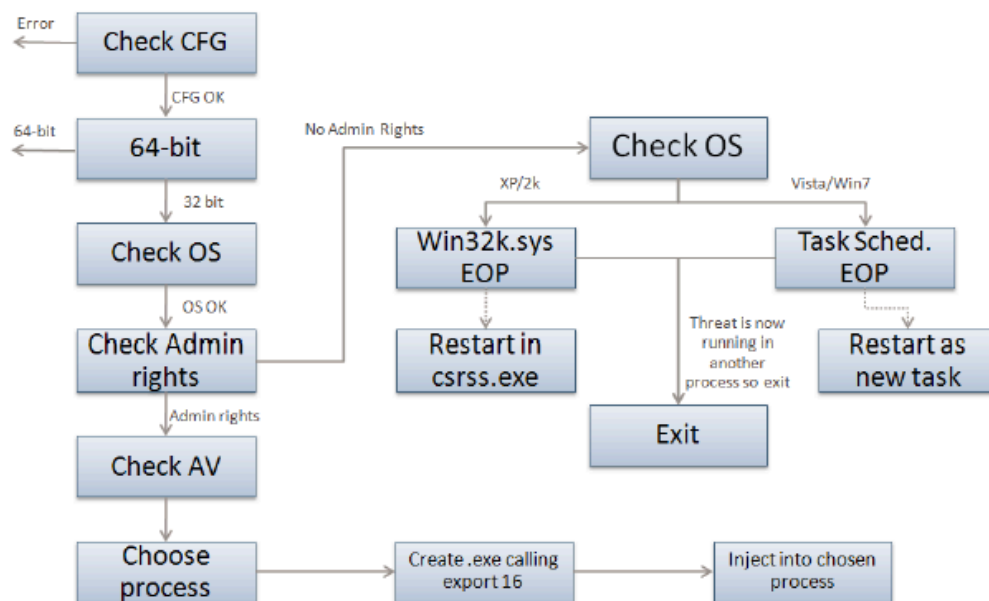 Error
Check CFG
CFG OK
64-bit
64-bit
32 bit
Check OS
OS OK
Check Admin
rights
Admin rights
Check AV
Choose
process
No Admin Rights
Check OS
XP/2k
Vista/Win7
Win32k.sys
EOP
Task Sched.
EOP
Restart in
csrss.exe
Threat is now
running in
another
process so exit
Restart as
new task
Exit
Create .exe calling
export 16
Inject into chosen
process